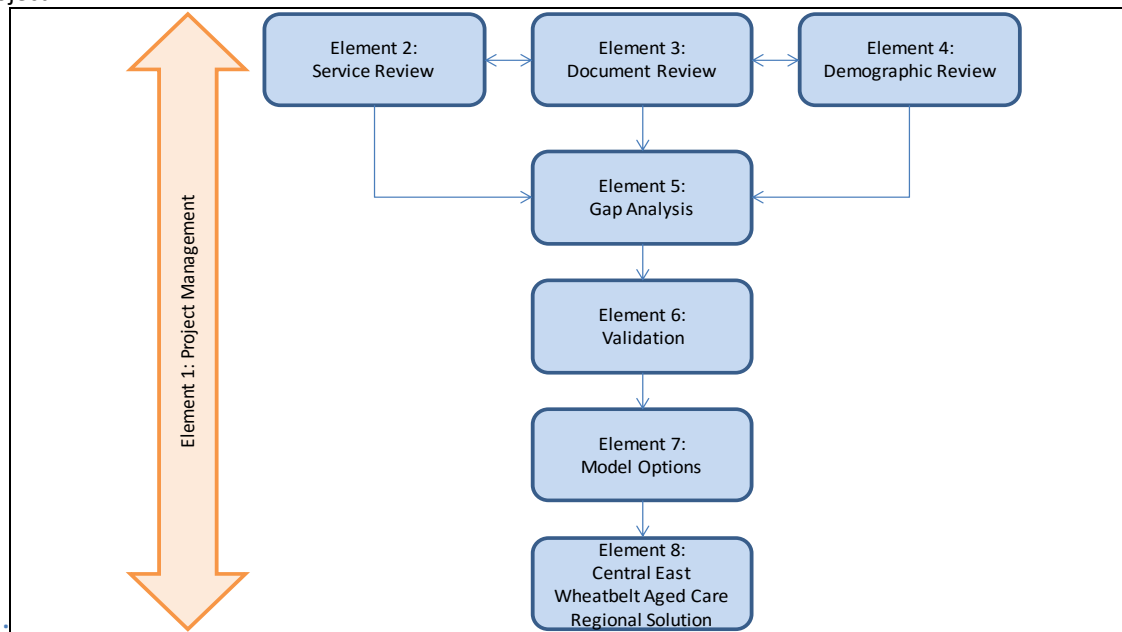 Element 2:
Service Review
Element 3:
Document Review
Element 4:
Demographic Review
Element 1: Project Management
Element 5:
Gap Analysis
Element 6:
Validation
Element 7:
Model Options
Element 8:
Central East
Wheatbelt Aged Care
Regional Solution